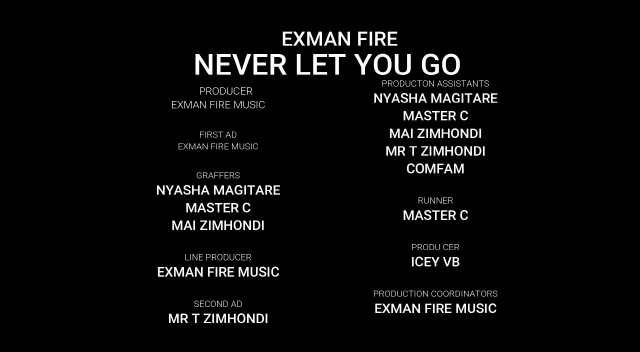 EXMAN FIRE
NEVER LET YOU GO
PRODUCER
EXMAN FIRE MUSIC
FIRST AD
EXMAN FIRE MUSIC
GRAFFERS
NYASHA MAGITARE
MASTER C
MAI ZIMHONDI
LINE PRODUCER
EXMAN FIRE MUSIC
SECOND AD
MR T ZIMHONDI
PRODUCTON ASSISTANTS
NYASHA MAGITARE
MASTER C
MAI ZIMHONDI
MR T ZIMHONDI
COMFAM
RUNNER
MASTER C
PRODU CER
ICEY VB
PRODUCTION COORDINATORS
EXMAN FIRE MUSIC